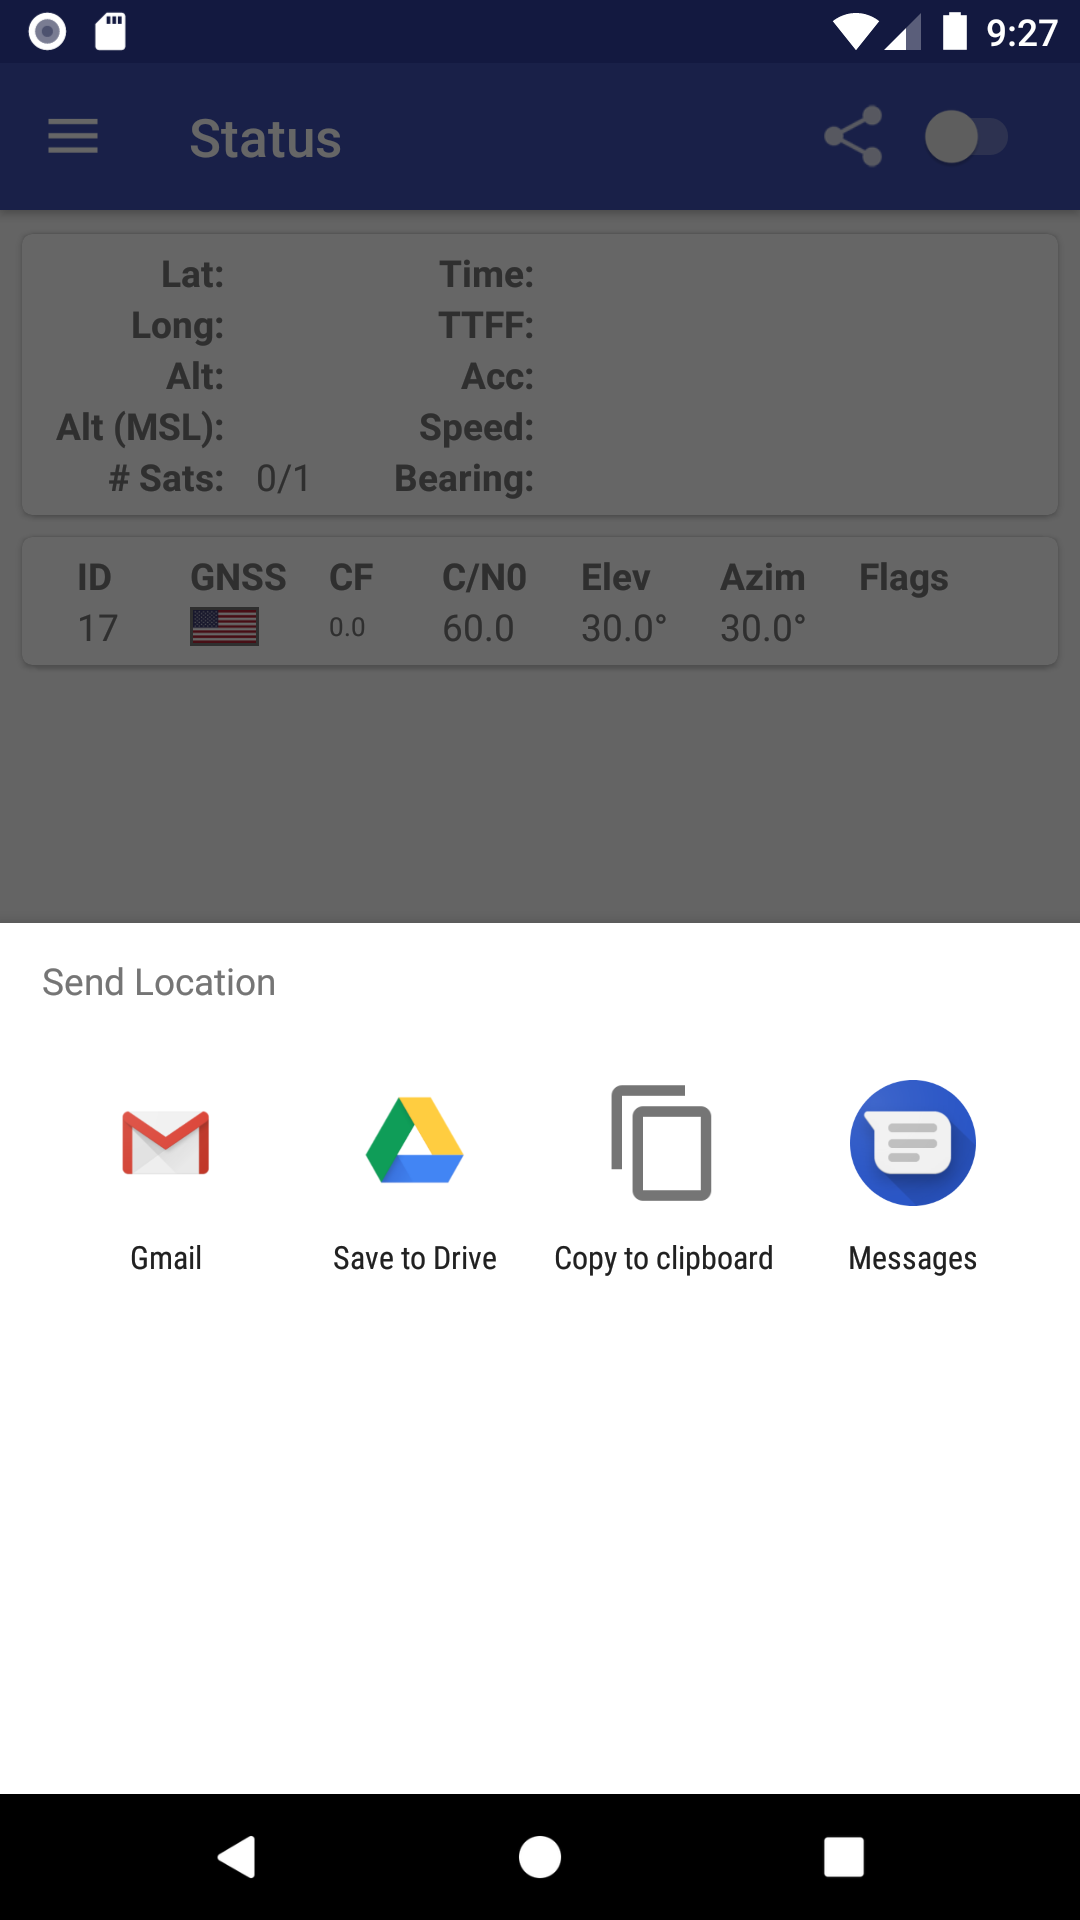 9:27
Status
Lat: Time:
Long: TTFF:
Alt: Acc:
Alt (MSL): Speed:
# Sats: 0/1 Bearing:
ID GNSS CF C/N0 Elev Azim Flags
17 0.0 60.0 30.0° 30.0°
Send Location
Gmail Save to Drive Copy to clipboard Messages